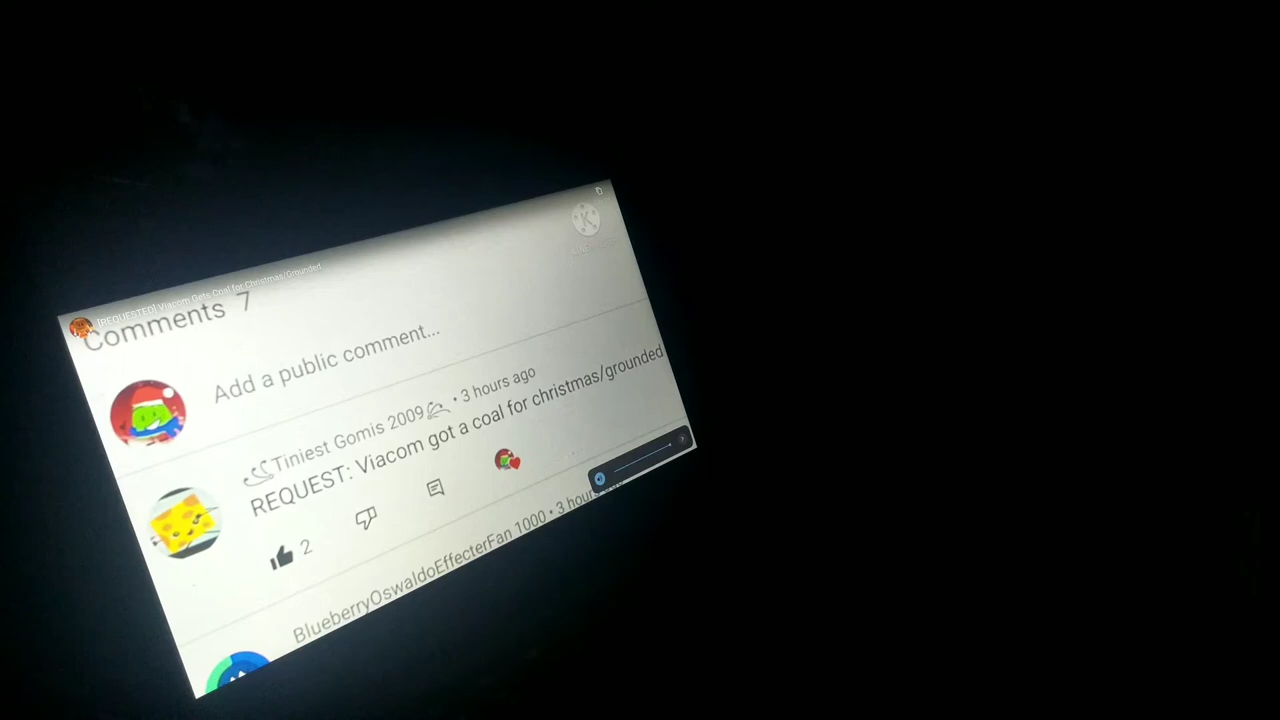 [REQUESTED] Viacom Gets Coal for Christmas/Grounded
Comments 7
Add a public comment...
Tiniest Gomis 2009 • 3 hours ago
REQUEST: Viacom got a coal for christmas/grounded
2
BlueberryOswaldoEffecterFan 1000 • 3 hours